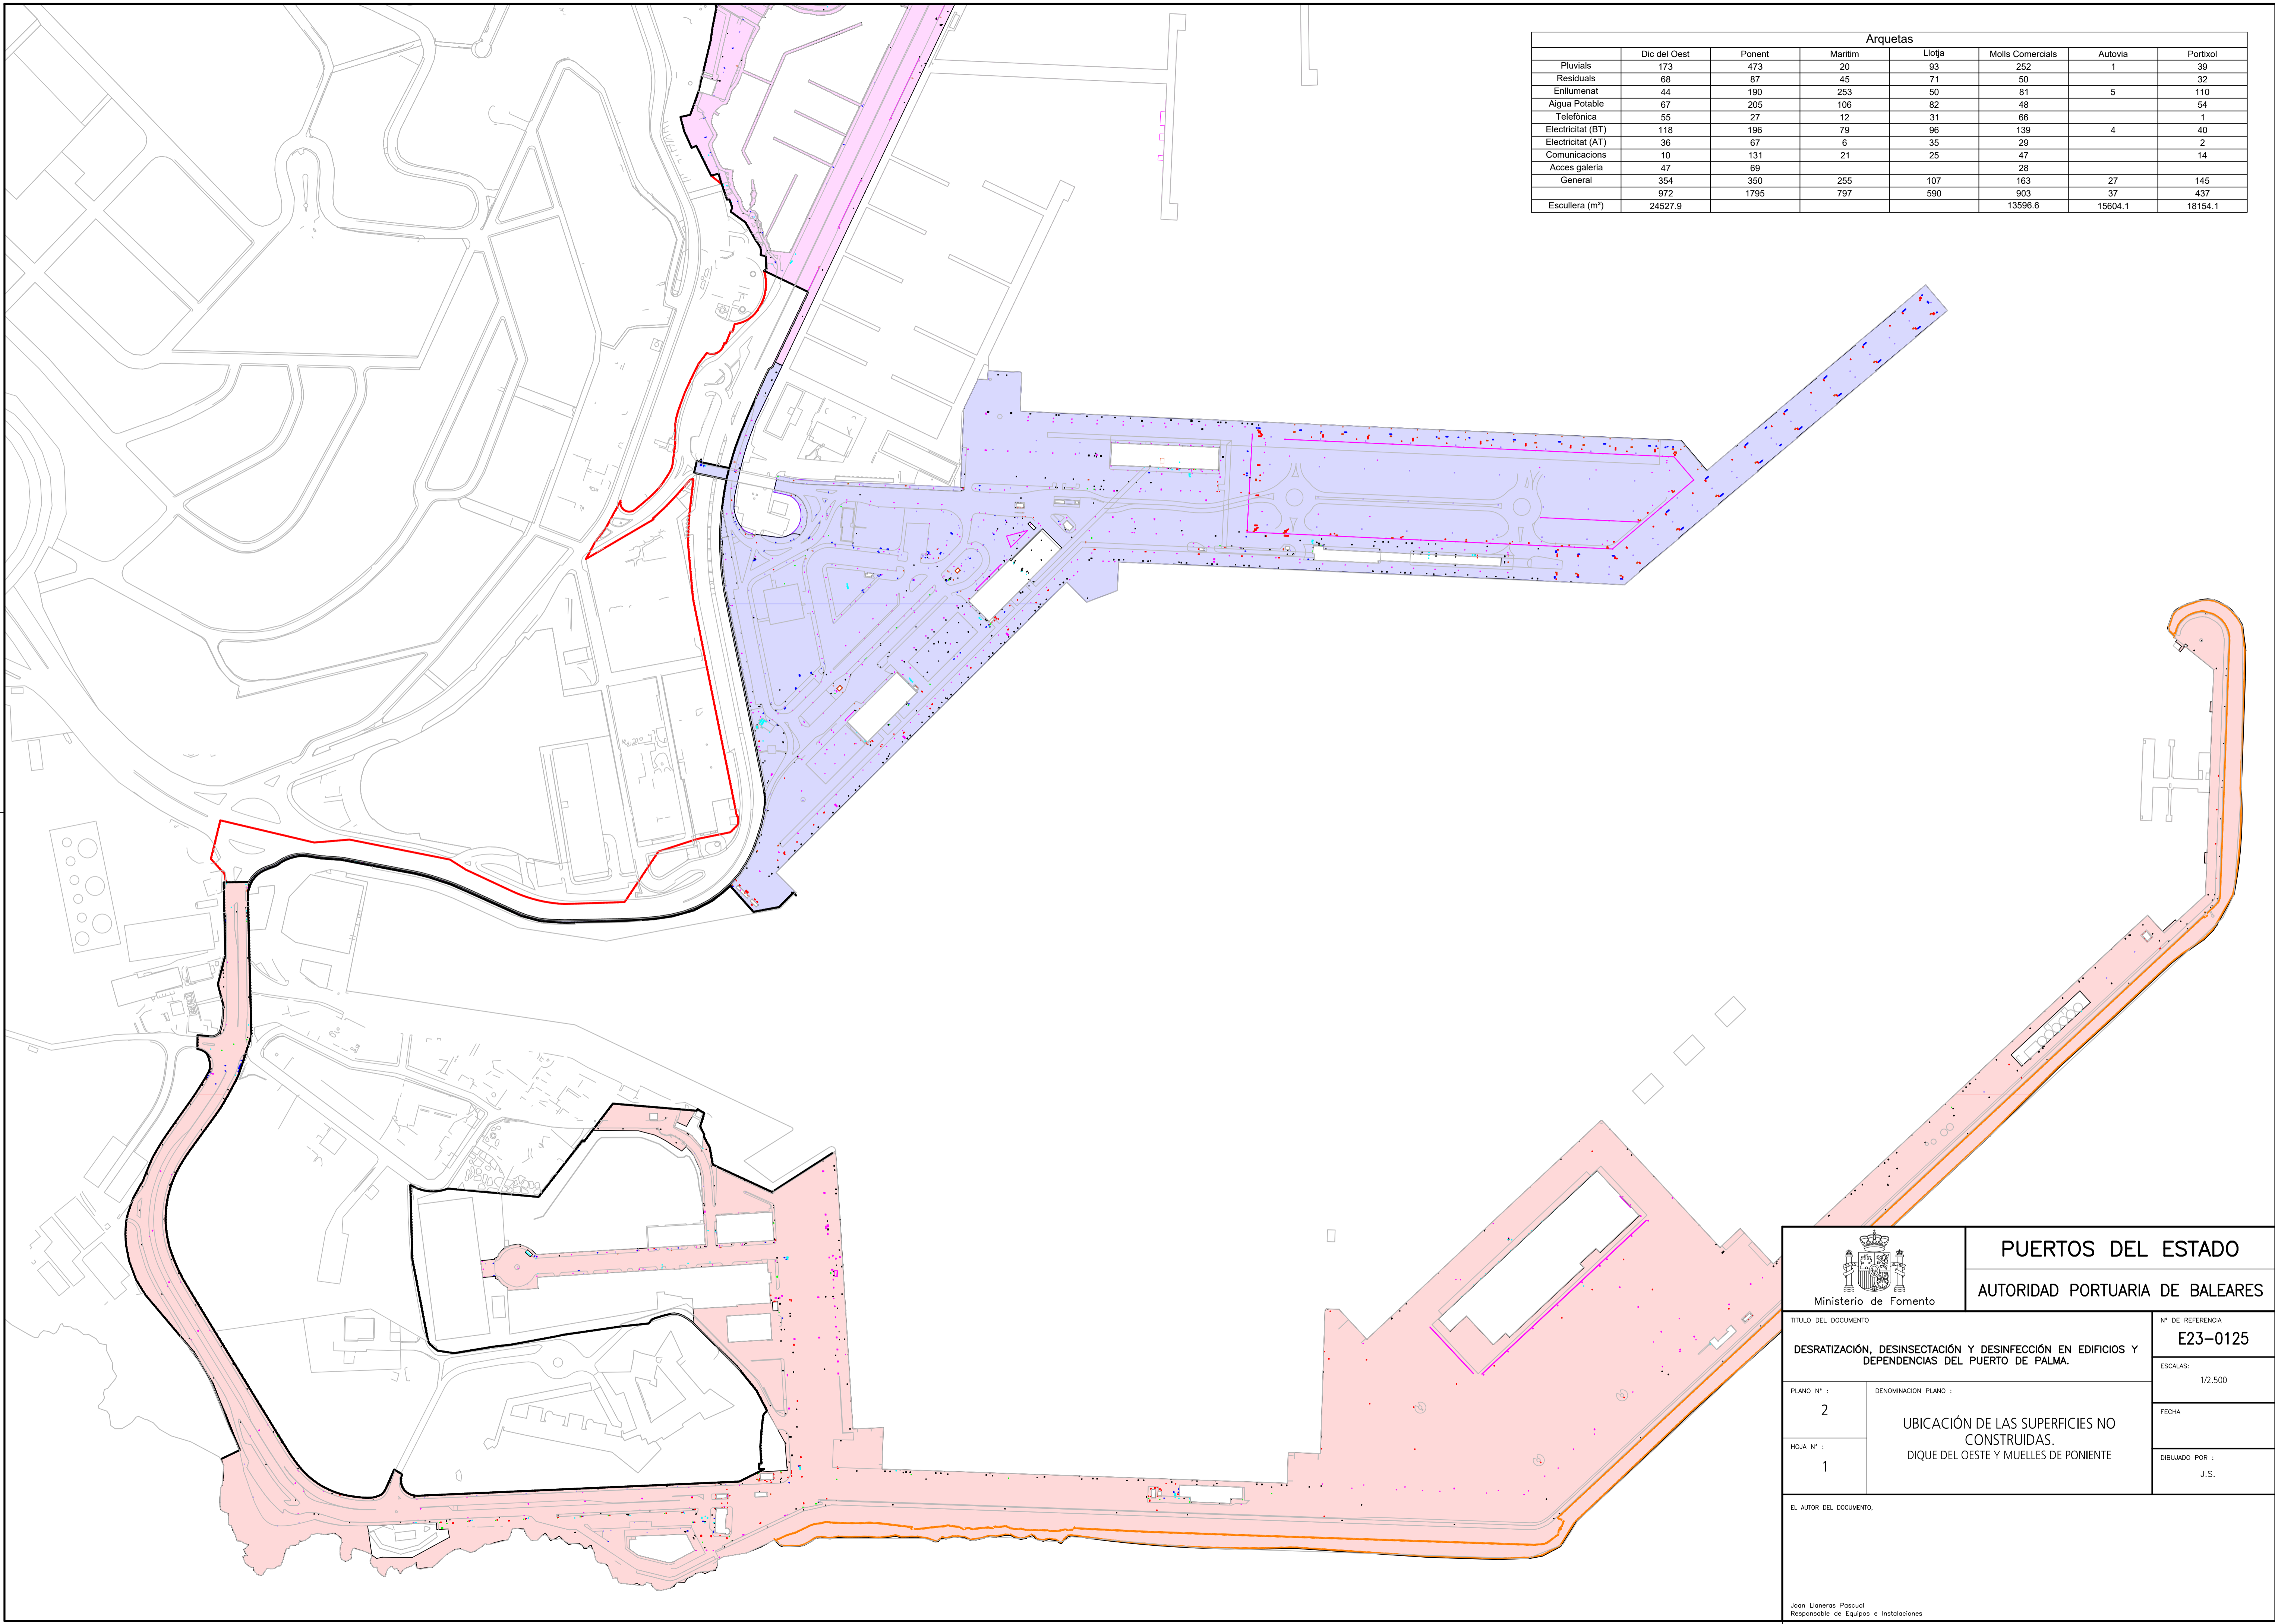 Arquetas
Dic del Oest Ponent Maritim Llotja Molls Comercials Autovia Portixol
Pluvials 173 473 20 93 252 1 39
Residuals 68 87 45 71 50 32
Enllumenat 44 190 253 50 81 5 110
Aigua Potable 67 205 106 82 48 54
Telefònica 55 27 12 31 66 1
Electricitat (BT) 118 196 79 96 139 4 40
Electricitat (AT) 36 67 6 35 29 2
Comunicacions 10 131 21 25 47 14
Acces galeria 47 69 28
General 354 350 255 107 163 27 145
972 1795 797 590 903 37 437
Escullera (m²) 24527.9 13596.6 15604.1 18154.1
Ministerio de Fomento
PUERTOS DEL ESTADO
AUTORIDAD PORTUARIA DE BALEARES
TITULO DEL DOCUMENTO
DESRATIZACIÓN, DESINSECTACIÓN Y DESINFECCIÓN EN EDIFICIOS Y
DEPENDENCIAS DEL PUERTO DE PALMA.
Nº DE REFERENCIA
E23-0125
ESCALAS:
1/2.500
PLANO Nº :
2
DENOMINACION PLANO :
UBICACIÓN DE LAS SUPERFICIES NO
CONSTRUIDAS.
DIQUE DEL OESTE Y MUELLES DE PONIENTE
FECHA
HOJA Nº :
1
DIBUJADO POR :
J.S.
EL AUTOR DEL DOCUMENTO,
Joan Llaneras Pascual
Responsable de Equipos e Instalaciones